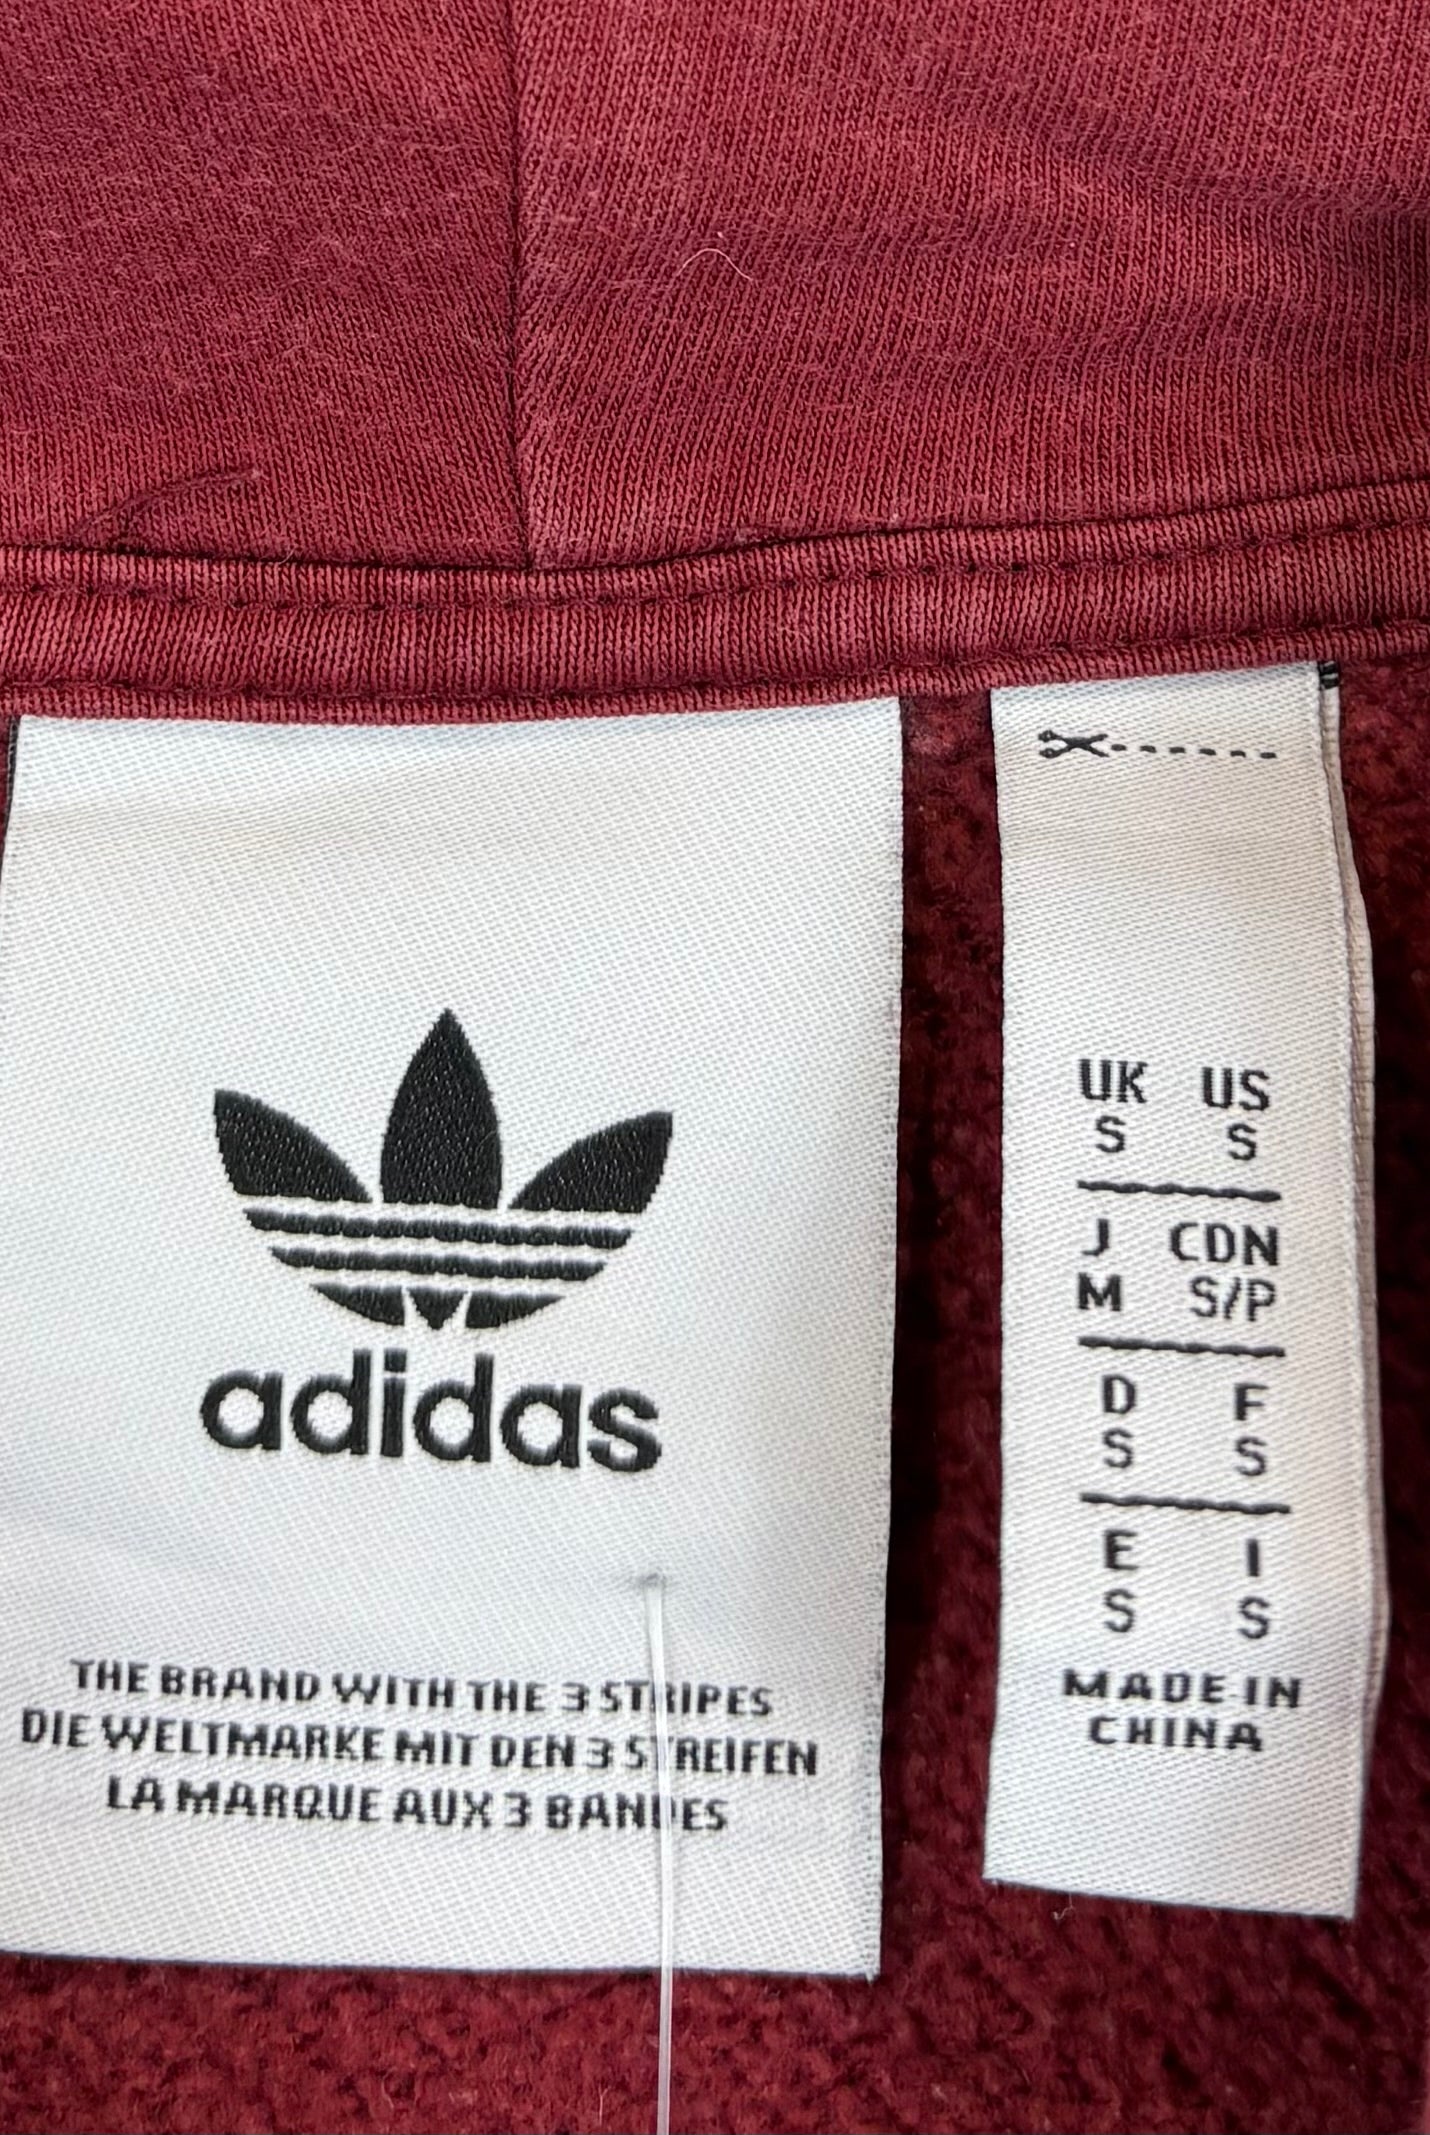 adidas
THE BRAND WITH THE 3 STRIPES
DIE WELTMARKE MIT DEN 3 STREIFEN
LA MARQUE AUX 3 BANDES
UK US
S S
J CDN
M S/P
D F
S S
E I
S S
MADE IN
CHINA